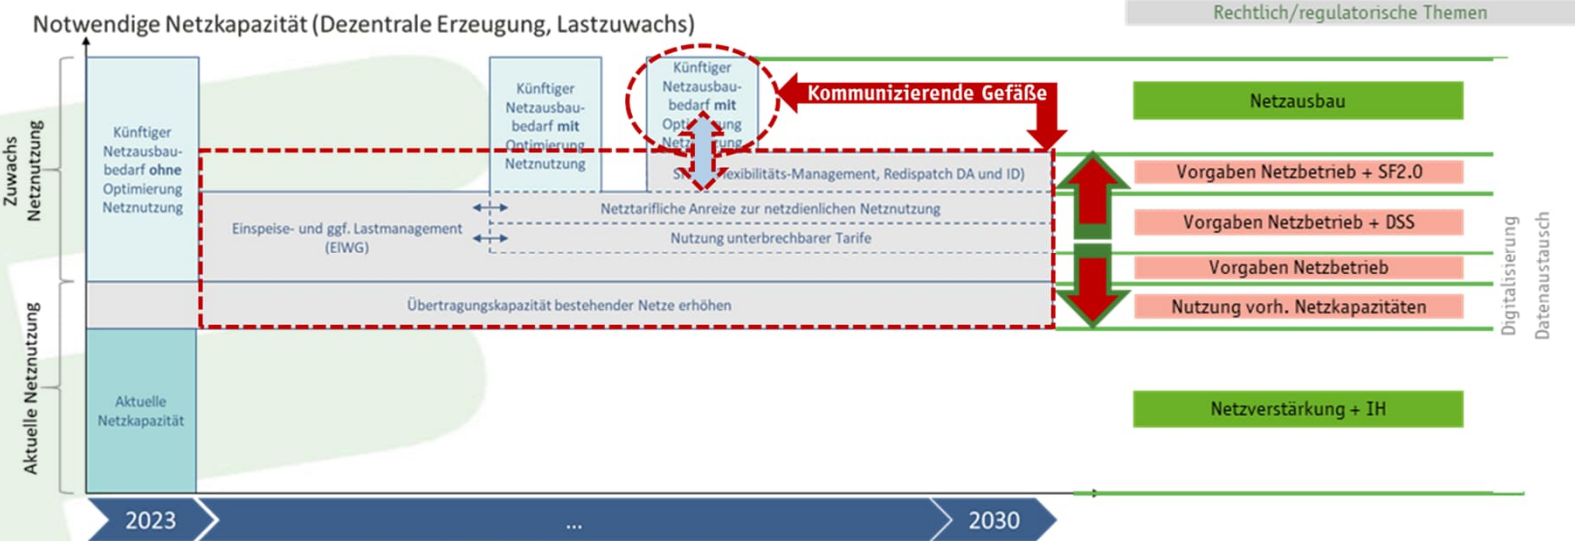 Notwendige Netzkapazität (Dezentrale Erzeugung, Lastzuwachs)
Rechtlich/regulatorische Themen
Zuwachs
Netznutzung
Aktuelle Netznutzung
Künftiger
Netzausbau-
bedarf ohne
Optimierung
Netznutzung
Künftiger
Netzausbau-
bedarf mit
Optimierung
Netznutzung
Künftiger
Netzausbau-
bedarf mit
Kommunizierende Gefäße
Redispatch DA und ID)
Netztarifliche Anreize zur netzdienlichen Netznutzung
Einspeise- und ggf. Lastmanagement
(ElWG)
Nutzung unterbrechbarer Tarife
Übertragungskapazität bestehender Netze erhöhen
Aktuelle
Netzkapazität
Netzausbau
Vorgaben Netzbetrieb + SF2.0
Vorgaben Netzbetrieb + DSS
Vorgaben Netzbetrieb
Nutzung vorh. Netzkapazitäten
Netzverstärkung + IH
Digitalisierung
Datenaustausch
2023
...
2030